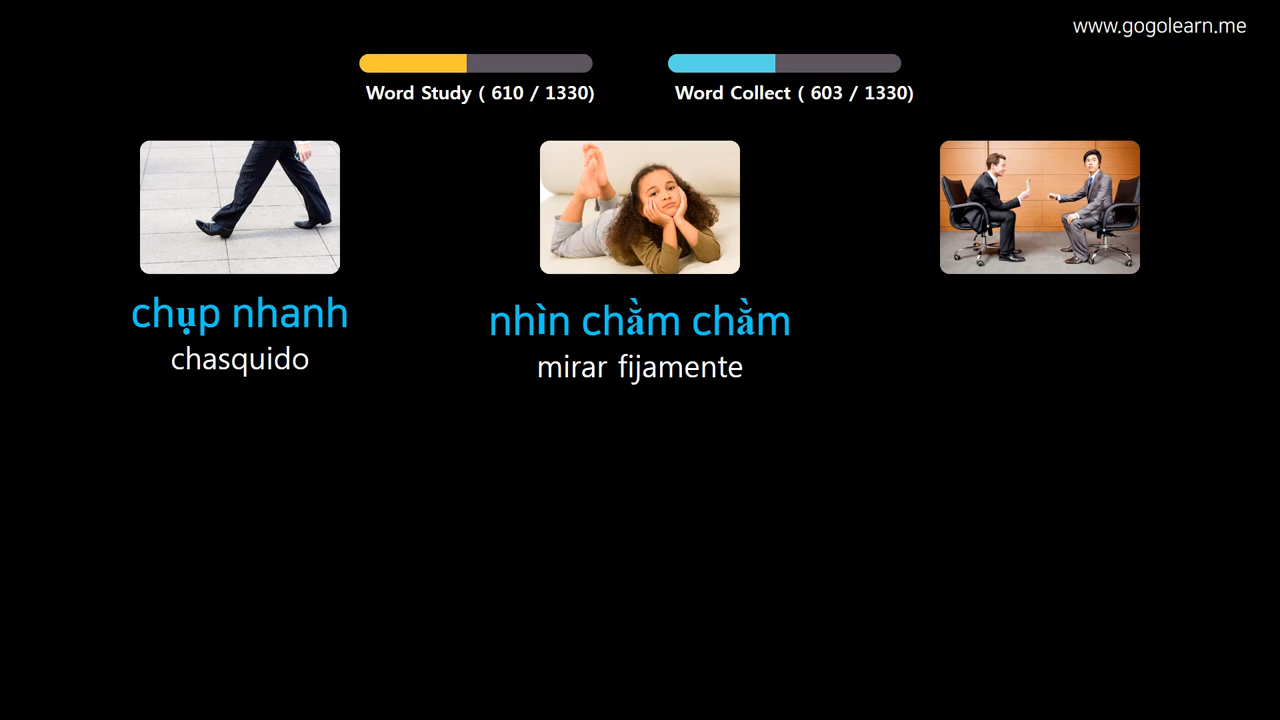 www.gogolearn.me
Word Study ( 610 / 1330)
Word Collect ( 603 / 1330)
chụp nhanh
chasquido
nhìn chằm chằm
mirar fijamente